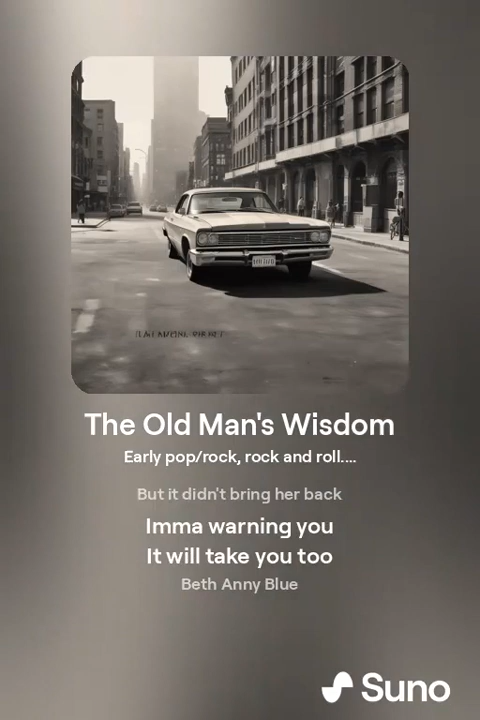 The Old Man's Wisdom
Early pop/rock, rock and roll....
But it didn't bring her back
Imma warning you
It will take you too
Beth Anny Blue
Suno